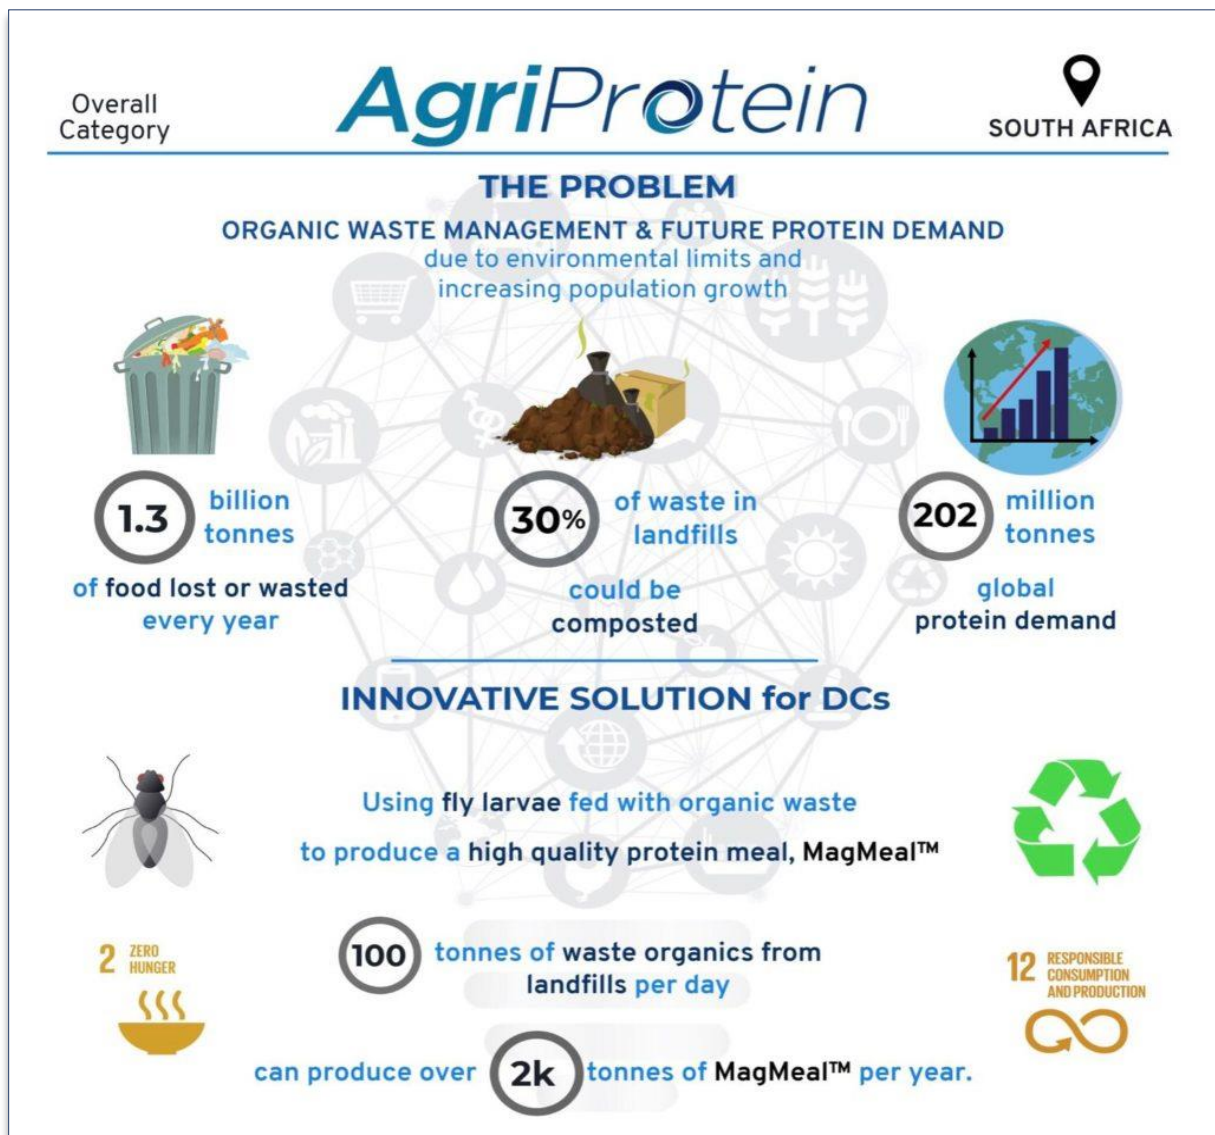 Overall
Category
AgriProtein
SOUTH AFRICA
THE PROBLEM
ORGANIC WASTE MANAGEMENT & FUTURE PROTEIN DEMAND
due to environmental limits and
increasing population growth
1.3 billion
tonnes
of food lost or wasted
every year
30% of waste in
landfills
could be
composted
202 million
tonnes
global
protein demand
INNOVATIVE SOLUTION for DCs
Using fly larvae fed with organic waste
to produce a high quality protein meal, MagMeal™
2 ZERO
HUNGER
100 tonnes of waste organics from
landfills per day
12 RESPONSIBLE
CONSUMPTION
AND PRODUCTION
can produce over 2k tonnes of MagMeal™ per year.